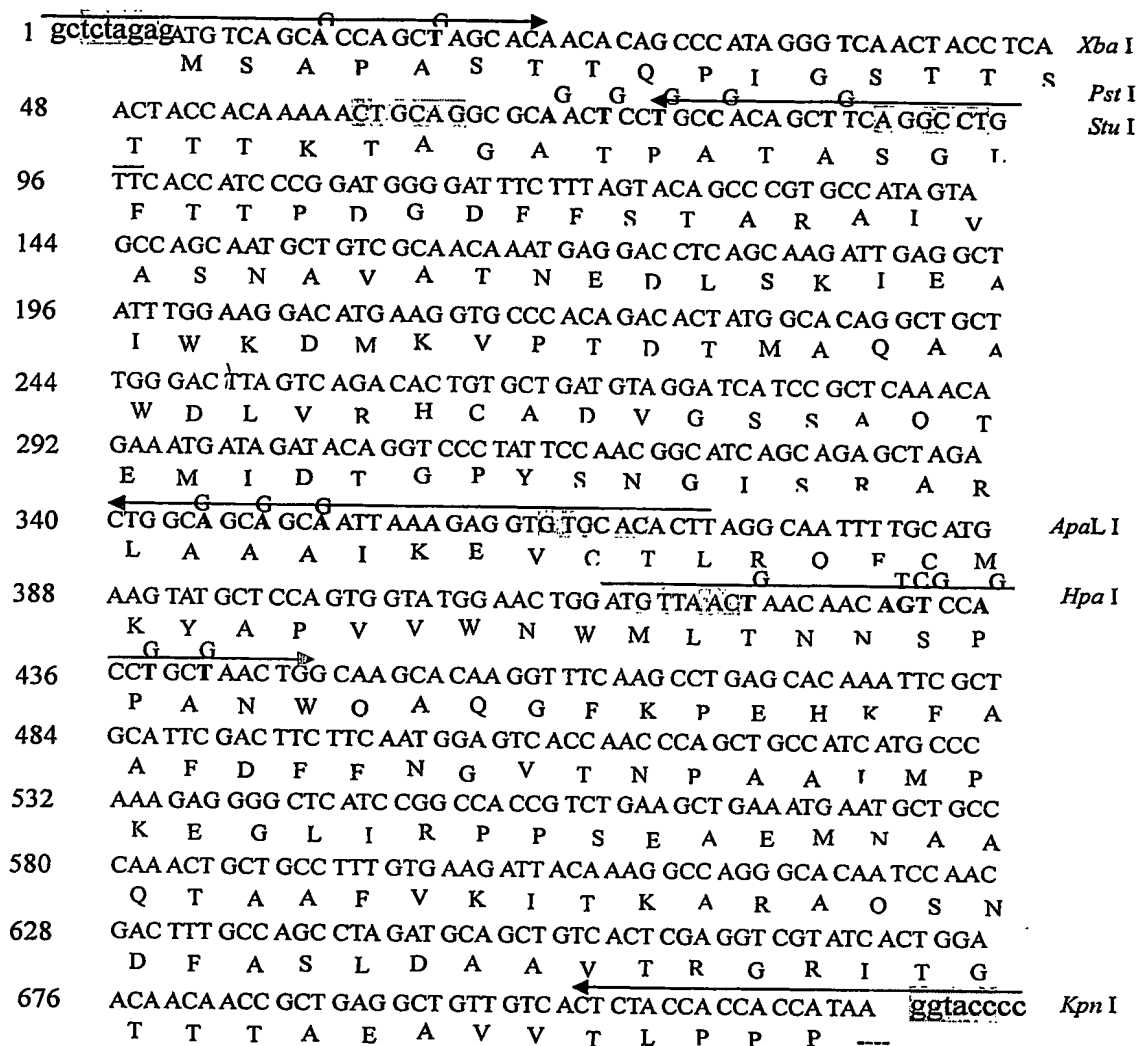 G G
1 gctctagagATG TCA GCA CCA GCT AGC ACA ACA CAG CCC ATA GGG TCA ACT ACC TCA Xba I
M S A P A S T T Q P I G S T T S
G G G G G Pst I
48 ACT ACC ACA AAA ACT GCA GGC GCA ACT CCT GCC ACA GCT TCA GGC CTG Stu I
T T T K T A G A T P A T A S G L
96 TTC ACC ATC CCG GAT GGG GAT TTC TTT AGT ACA GCC CGT GCC ATA GTA
F T T P D G D F F S T A R A I V
144 GCC AGC AAT GCT GTC GCA ACA AAT GAG GAC CTC AGC AAG ATT GAG GCT
A S N A V A T N E D L S K I E A
196 ATT TGG AAG GAC ATG AAG GTG CCC ACA GAC ACT ATG GCA CAG GCT GCT
I W K D M K V P T D T M A Q A A
244 TGG GAC TTA GTC AGA CAC TGT GCT GAT GTA GGA TCA TCC GCT CAA ACA
W D L V R H C A D V G S S A O T
292 GAA ATG ATA GAT ACA GGT CCC TAT TCC AAC GGC ATC AGC AGA GCT AGA
E M I D T G P Y S N G I S R A R
G G G
340 CTG GCA GCA GCA ATT AAA GAG GTG TGC ACA CTT AGG CAA TTT TGC ATG ApaL I
L A A A I K E V C T L R O F C M
G TCG G
388 AAG TAT GCT CCA GTG GTA TGG AAC TGG ATG TTA ACT AAC AAC AGT CCA Hpa I
K Y A P V V W N W M L T N N S P
G G
436 CCT GCT AAC TGG CAA GCA CAA GGT TTC AAG CCT GAG CAC AAA TTC GCT
P A N W O A Q G F K P E H K F A
484 GCA TTC GAC TTC TTC AAT GGA GTC ACC AAC CCA GCT GCC ATC ATG CCC
A F D F F N G V T N P A A I M P
532 AAA GAG GGG CTC ATC CGG CCA CCG TCT GAA GCT GAA ATG AAT GCT GCC
K E G L I R P P S E A E M N A A
580 CAA ACT GCT GCC TTT GTG AAG ATT ACA AAG GCC AGG GCA CAA TCC AAC
Q T A A F V K I T K A R A O S N
628 GAC TTT GCC AGC CTA GAT GCA GCT GTC ACT CGA GGT CGT ATC ACT GGA
D F A S L D A A V T R G R I T G
676 ACA ACA ACC GCT GAG GCT GTT GTC ACT CTA CCA CCA CCA TAA ggtacccc Kpn I
T T T A E A V V T L P P P ----